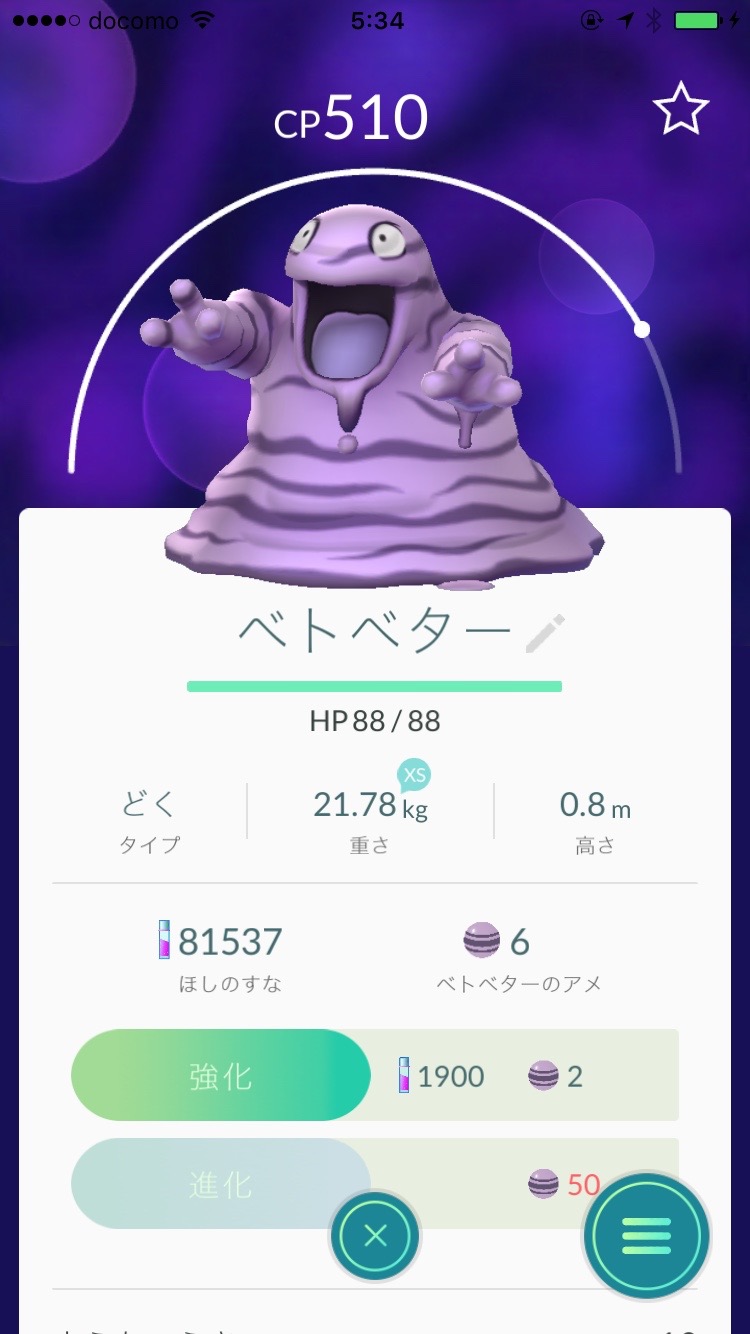 docomo 5:34
CP510
ベトベター
HP 88 / 88
XS
どく 21.78 kg 0.8 m
タイプ 重さ 高さ
81537 6
ほしのすな ベトベターのアメ
強化 1900 2
進化 50